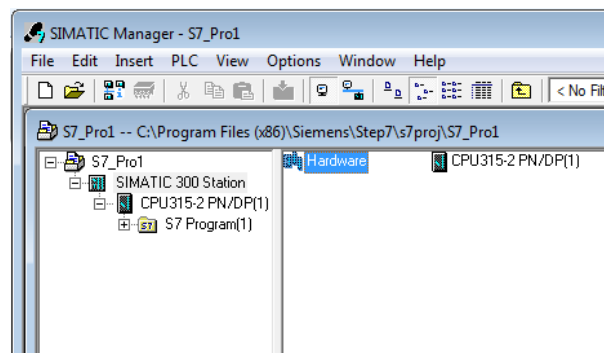 SIMATIC Manager - S7_Pro1
File Edit Insert PLC View Options Window Help
< No Filt
S7_Pro1 -- C:\Program Files (x86)\Siemens\Step7\s7proj\S7_Pro1
S7_Pro1
SIMATIC 300 Station
CPU315-2 PN/DP(1)
S7 Program(1)
Hardware CPU315-2 PN/DP(1)